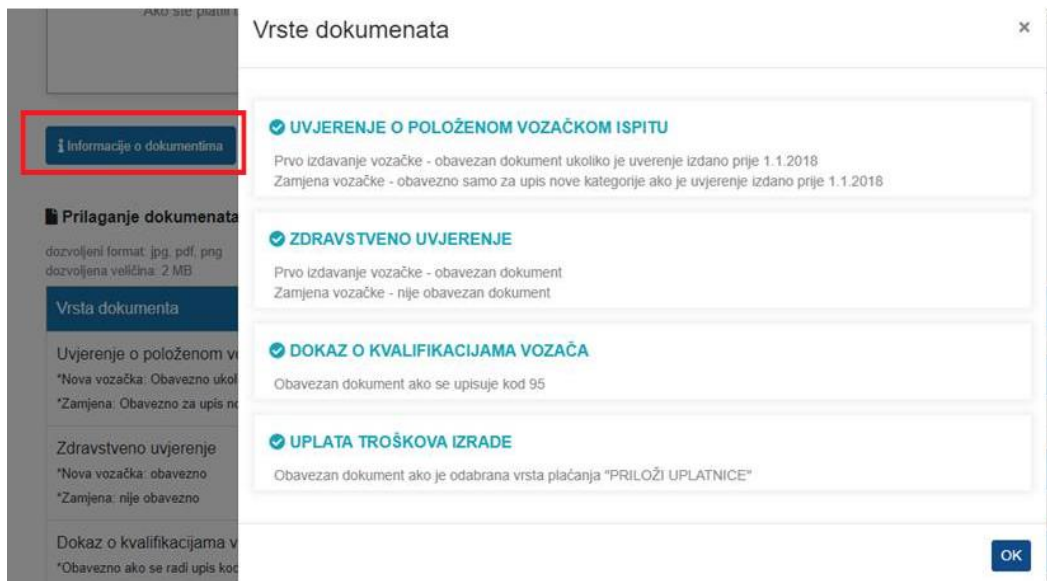 Ako ste platili
Vrste dokumenata
×
UVJERENJE O POLOŽENOM VOZAČKOM ISPITU
Prvo izdavanje vozačke - obavezan dokument ukoliko je uverenje izdano prije 1.1.2018
Zamjena vozačke - obavezno samo za upis nove kategorije ako je uvjerenje izdano prije 1.1.2018
ZDRAVSTVENO UVJERENJE
Prvo izdavanje vozačke - obavezan dokument
Zamjena vozačke - nije obavezan dokument
DOKAZ O KVALIFIKACIJAMA VOZAČA
Obavezan dokument ako se upisuje kod 95
UPLATA TROŠKOVA IZRADE
Obavezan dokument ako je odabrana vrsta plaćanja "PRILOŽI UPLATNICE"
OK
Informacije o dokumentima
Prilaganje dokumenata
dozvoljeni format: jpg, pdf, png
dozvoljena veličina: 2 MB
Vrsta dokumenta
Uvjerenje o položenom
*Nova vozačka: Obavezno
*Zamjena: Obavezno za upis
Zdravstveno uvjerenje
*Nova vozačka: obavezno
*Zamjena: nije obavezno
Dokaz o kvalifikacijama
*Obavezno ako se radi upis